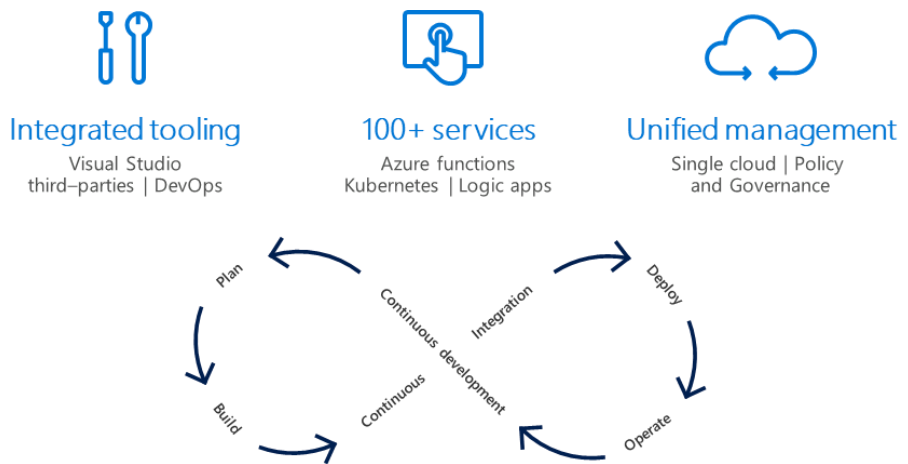 Integrated tooling
Visual Studio
third–parties | DevOps
100+ services
Azure functions
Kubernetes | Logic apps
Unified management
Single cloud | Policy
and Governance
Plan
Build
Continuous Integration
Deploy
Operate
Continuous development